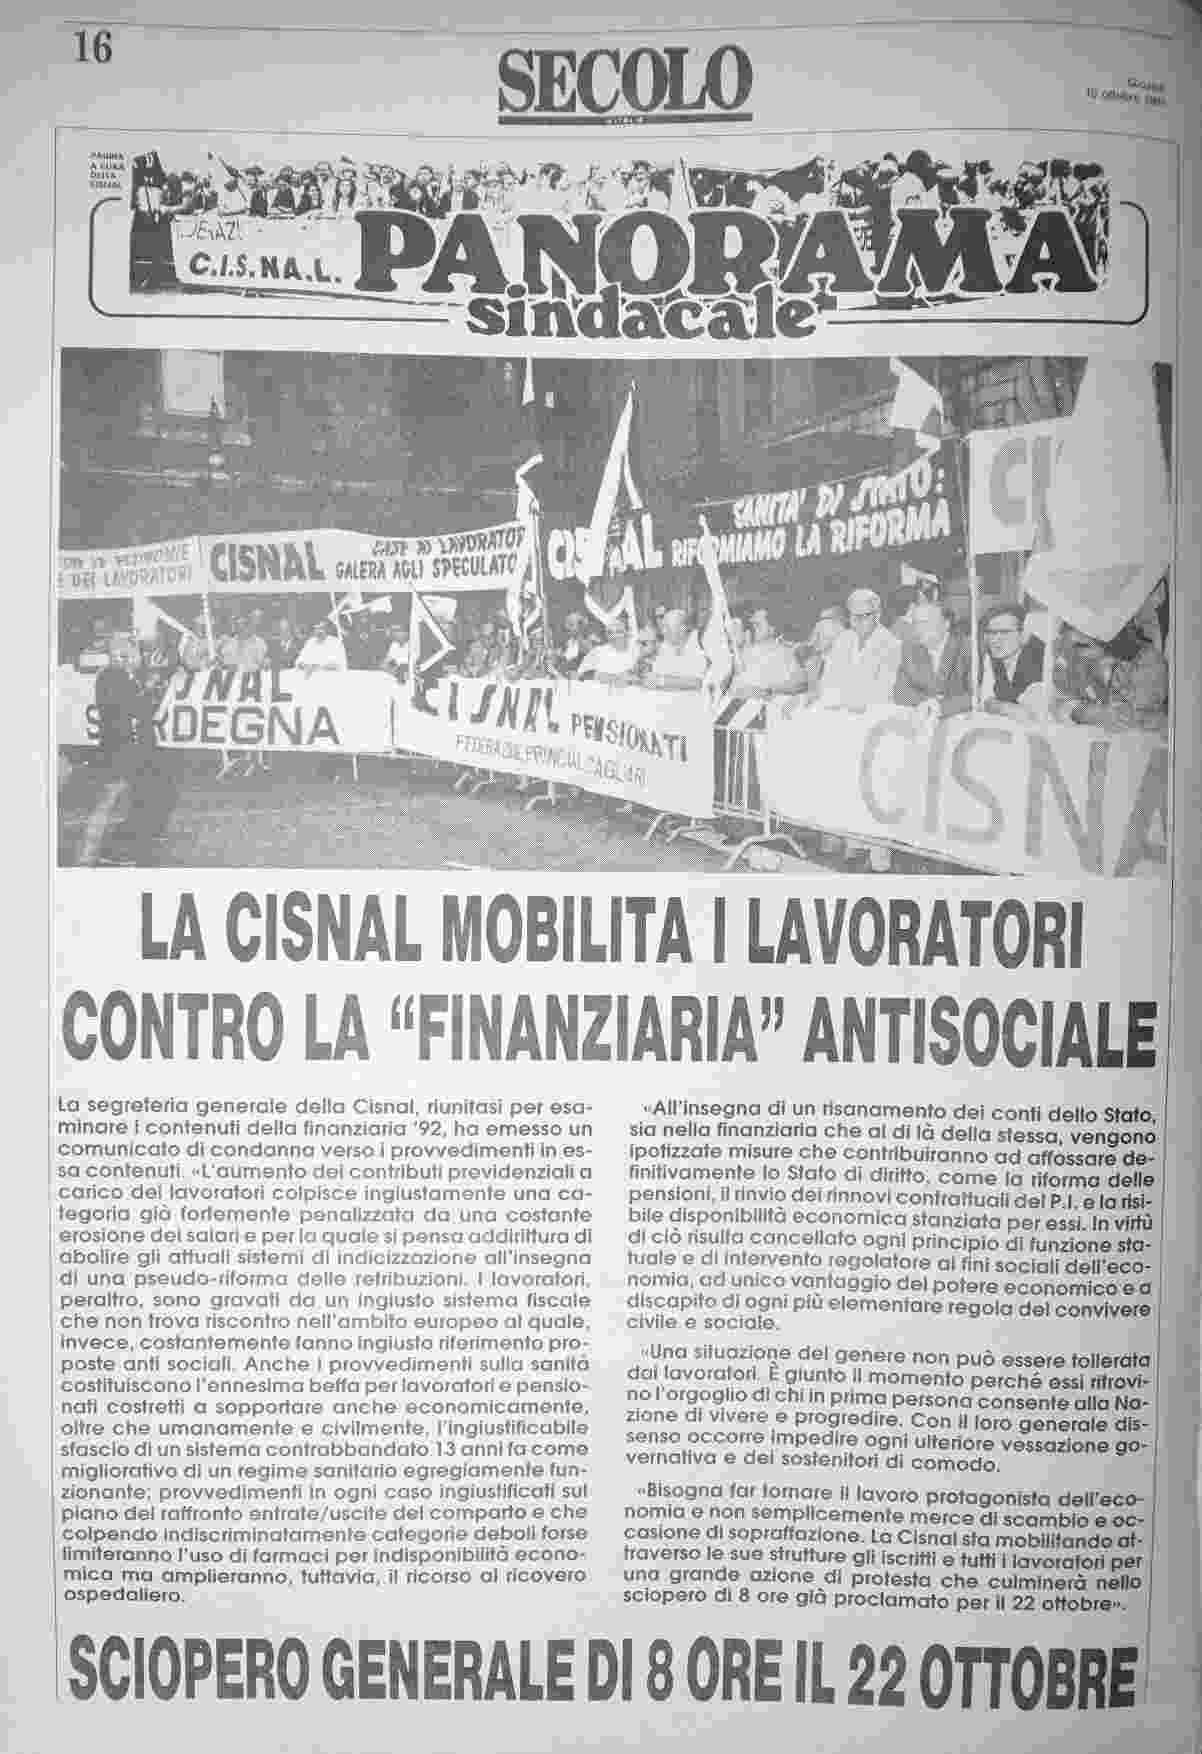 16
SECOLO
D'ITALIA
Giovedì
10 ottobre 1991
PAGINA
A CURA
DELLA
CISNAL
C.I.S.NA.L.
PANORAMA
sindacale
DEI LAVORATORI
CISNAL
CASE AI LAVORATORI
GALERA AGLI SPECULATO
CISNAL
SANITA' DI STATO:
RIFORMIAMO LA RIFORMA
CI
SNAL
S RDEGNA
CISNAL PENSIONATI
CAGLIARI
CISNA
LA CISNAL MOBILITA I LAVORATORI
CONTRO LA “FINANZIARIA” ANTISOCIALE
La segreteria generale della Cisnal, riunitasi per esa-
minare i contenuti della finanziaria '92, ha emesso un
comunicato di condanna verso i provvedimenti in es-
sa contenuti. «L'aumento dei contributi previdenziali a
carico dei lavoratori colpisce ingiustamente una ca-
tegoria già fortemente penalizzata da una costante
erosione dei salari e per la quale si pensa addirittura di
abolire gli attuali sistemi di indicizzazione all'insegna
di una pseudo-riforma delle retribuzioni. I lavoratori,
peraltro, sono gravati da un ingiusto sistema fiscale
che non trova riscontro nell'ambito europeo al quale,
invece, costantemente fanno ingiusto riferimento pro-
poste anti sociali. Anche i provvedimenti sulla sanità
costituiscono l'ennesima beffa per lavoratori e pensio-
nati costretti a sopportare anche economicamente,
oltre che umanamente e civilmente, l'ingiustificabile
sfascio di un sistema contrabbandato 13 anni fa come
migliorativo di un regime sanitario egregiamente fun-
zionante; provvedimenti in ogni caso ingiustificati sul
piano del raffronto entrate/uscite del comparto e che
colpendo indiscriminatamente categorie deboli forse
limiteranno l'uso di farmaci per indisponibilità econo-
mica ma amplieranno, tuttavia, il ricorso al ricovero
ospedaliero.
«All'insegna di un risanamento dei conti dello Stato,
sia nella finanziaria che al di là della stessa, vengono
ipotizzate misure che contribuiranno ad affossare de-
finitivamente lo Stato di diritto, come la riforma delle
pensioni, il rinvio dei rinnovi contrattuali del P.I. e la risi-
bile disponibilità economica stanziata per essi. In virtù
di ciò risulta cancellato ogni principio di funzione sta-
tuale e di intervento regolatore ai fini sociali dell'eco-
nomia, ad unico vantaggio del potere economico e a
discapito di ogni più elementare regola del convivere
civile e sociale.
«Una situazione del genere non può essere tollerata
dai lavoratori. È giunto il momento perché essi ritrovi-
no l'orgoglio di chi in prima persona consente alla Na-
zione di vivere e progredire. Con il loro generale dis-
senso occorre impedire ogni ulteriore vessazione go-
vernativa e dei sostenitori di comodo.
«Bisogna far tornare il lavoro protagonista dell'eco-
nomia e non semplicemente merce di scambio e oc-
casione di sopraffazione. La Cisnal sta mobilitando at-
traverso le sue strutture gli iscritti e tutti i lavoratori per
una grande azione di protesta che culminerà nello
sciopero di 8 ore già proclamato per il 22 ottobre».
SCIOPERO GENERALE DI 8 ORE IL 22 OTTOBRE